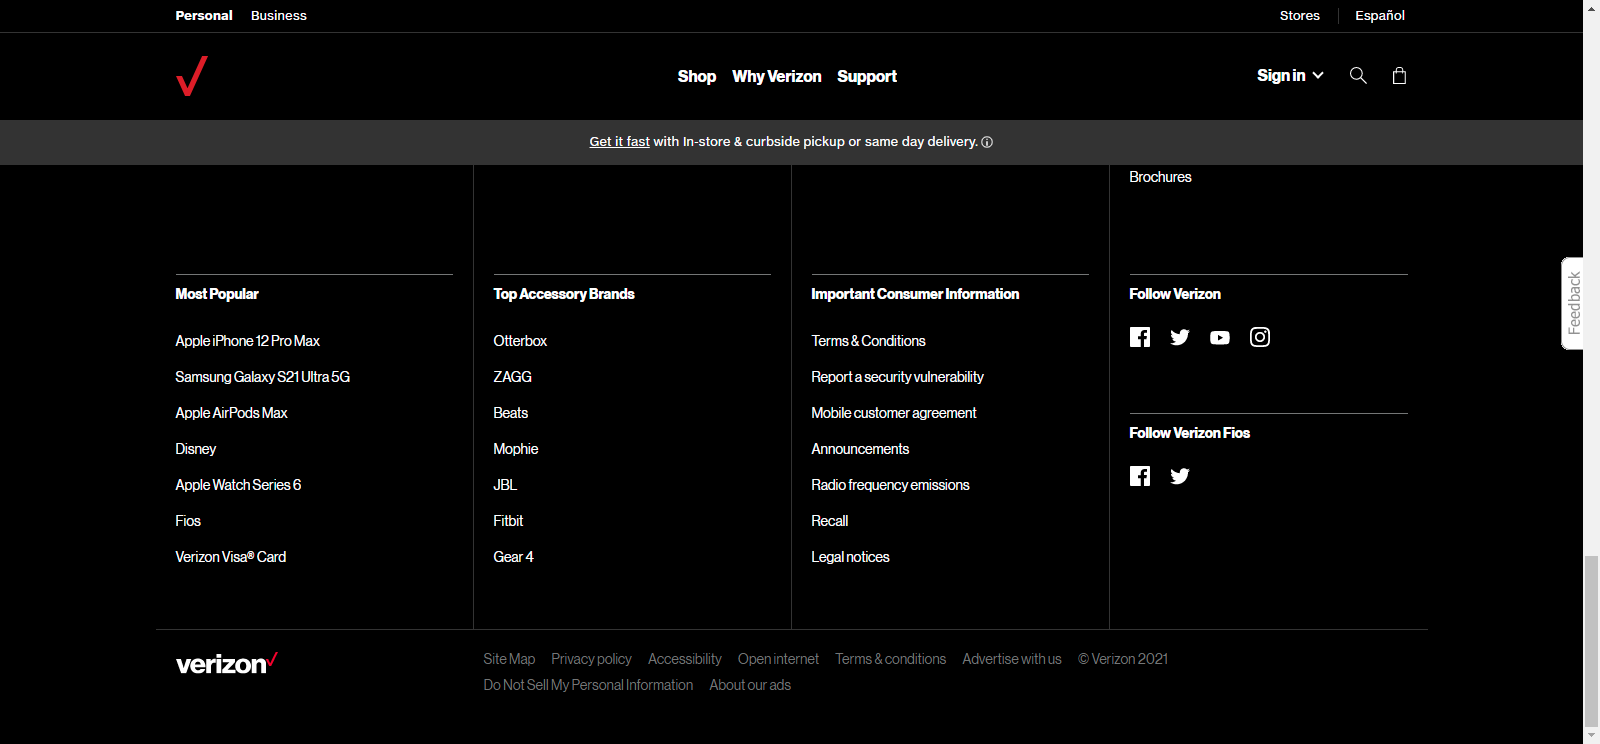 Personal Business Stores Español
Shop Why Verizon Support Sign in
Get it fast with In-store & curbside pickup or same day delivery.
Brochures
Most Popular
Apple iPhone 12 Pro Max
Samsung Galaxy S21 Ultra 5G
Apple AirPods Max
Disney
Apple Watch Series 6
Fios
Verizon Visa® Card
Top Accessory Brands
Otterbox
ZAGG
Beats
Mophie
JBL
Fitbit
Gear 4
Important Consumer Information
Terms & Conditions
Report a security vulnerability
Mobile customer agreement
Announcements
Radio frequency emissions
Recall
Legal notices
Follow Verizon
Follow Verizon Fios
Feedback
verizon
Site Map Privacy policy Accessibility Open internet Terms & conditions Advertise with us © Verizon 2021
Do Not Sell My Personal Information About our ads